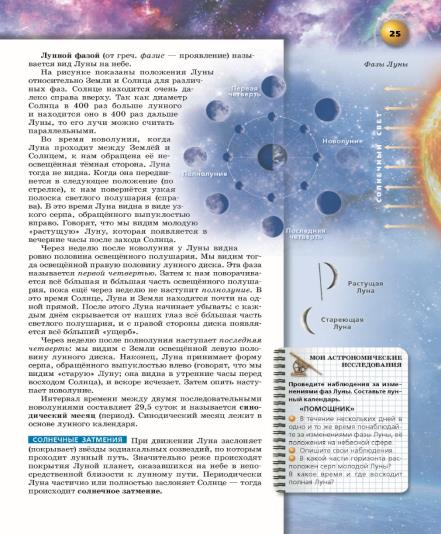 25
Лунной фазой (от греч. фазис — проявление) назы-
вается вид Луны на небе.
На рисунке показаны положения Луны
относительно Земли и Солнца для различ-
ных фаз. Солнце находится очень да-
леко справа вверху. Так как диаметр
Солнца в 400 раз больше лунного
и находится оно в 400 раз дальше
Луны, то его лучи можно считать
параллельными.
Во время новолуния, когда
Луна проходит между Землёй и
Солнцем, к нам обращена её не-
освещённая тёмная сторона. Луна
тогда не видна. Когда она передви-
нется в следующее положение (по
стрелке), к нам повернётся узкая
полоска светлого полушария (спра-
ва). В это время Луна видна в виде уз-
кого серпа, обращённого выпуклостью
вправо. Говорят, что мы видим молодую
«растущую» Луну, которая появляется в
вечерние часы после захода Солнца.
Через неделю после новолуния у Луны видна
ровно половина освещённого полушария. Мы видим тог-
да освещённой правую половину лунного диска. Эта фаза
называется первой четвертью. Затем к нам поворачива-
ется всё бо́льшая и бо́льшая часть освещённого полуша-
рия, пока ещё через неделю не наступит полнолуние. В
это время Солнце, Луна и Земля находятся почти на од-
ной прямой. После этого Луна начинает убывать: с каж-
дым днём скрывается от наших глаз всё бо́льшая часть
светлого полушария, и с правой стороны диска появля-
ется всё бо́льший «ущерб».
Через неделю после полнолуния наступает последняя
четверть: мы видим с Земли освещённой левую поло-
вину лунного диска. Наконец, Луна принимает форму
серпа, обращённого выпуклостью влево (говорят, что мы
видим «старую» Луну; она видна в утренние часы перед
восходом Солнца), и вскоре исчезает. Затем опять насту-
пает новолуние.
Интервал времени между двумя последовательными
новолуниями составляет 29,5 суток и называется сино-
дический месяц (период). Синодический месяц лежит в
основе лунного календаря.
СОЛНЕЧНЫЕ ЗАТМЕНИЯ При движении Луна заслоняет
(покрывает) звёзды зодиакальных созвездий, по которым
проходит лунный путь. Значительно реже происходят
покрытия Луной планет, оказавшихся на небе в непо-
средственной близости к лунному пути. Периодически
Луна частично или полностью заслоняет Солнце — тогда
происходит солнечное затмение.
Фазы Луны
Первая
четверть
Новолуние
Полнолуние
Последняя
четверть
СОЛНЕЧНЫЙ СВЕТ
Растущая
Луна
Стареющая
Луна
МОИ АСТРОНОМИЧЕСКИЕ
ИССЛЕДОВАНИЯ
Проведите наблюдения за изме-
нениями фазы Луны. Составьте лун-
ный календарь.
«ПОМОЩНИК»
В течение нескольких дней в
одно и то же время понаблюдай-
те за изменениями фазы Луны, её
положения на небесной сфере.
Опишите свои наблюдения.
В какой части горизонта рас-
положен серп молодой Луны?
В какое время и где восходит
полная Луна?